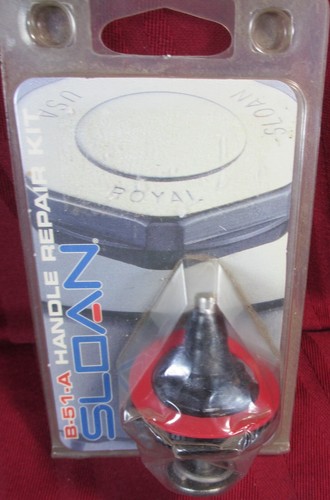 USA
SLOAN
ROYAL
B-51-A HANDLE REPAIR KIT
SLOAN®